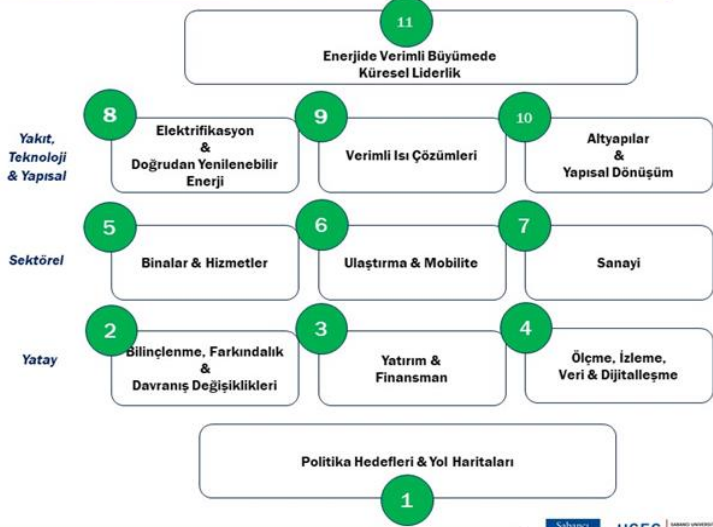 11
Enerjide Verimli Büyümede
Küresel Liderlik
Yakıt,
Teknoloji
& Yapısal
8
Elektrifikasyon
&
Doğrudan Yenilenebilir
Enerji
9
Verimli Isı Çözümleri
10
Altyapılar
&
Yapısal Dönüşüm
Sektörel
5
Binalar & Hizmetler
6
Ulaştırma & Mobilite
7
Sanayi
Yatay
2
Bilinçlenme, Farkındalık
&
Davranış Değişiklikleri
3
Yatırım &
Finansman
4
Ölçme, İzleme,
Veri & Dijitalleşme
Politika Hedefleri & Yol Haritaları
1
Sabancı